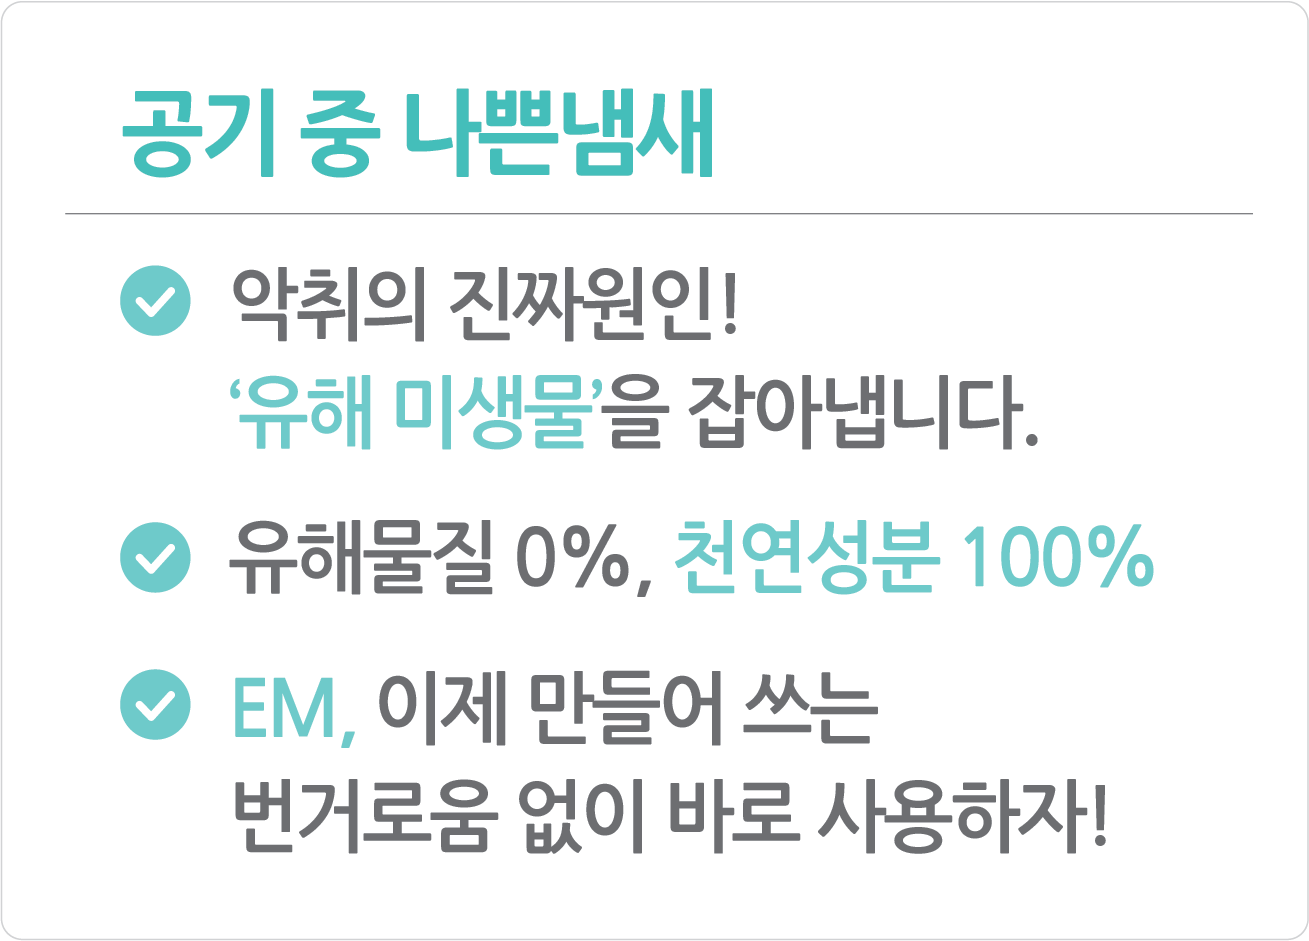 공기 중 나쁜냄새
악취의 진짜원인!
‘유해 미생물’을 잡아냅니다.
유해물질 0%, 천연성분 100%
EM, 이제 만들어 쓰는
번거로움 없이 바로 사용하자!